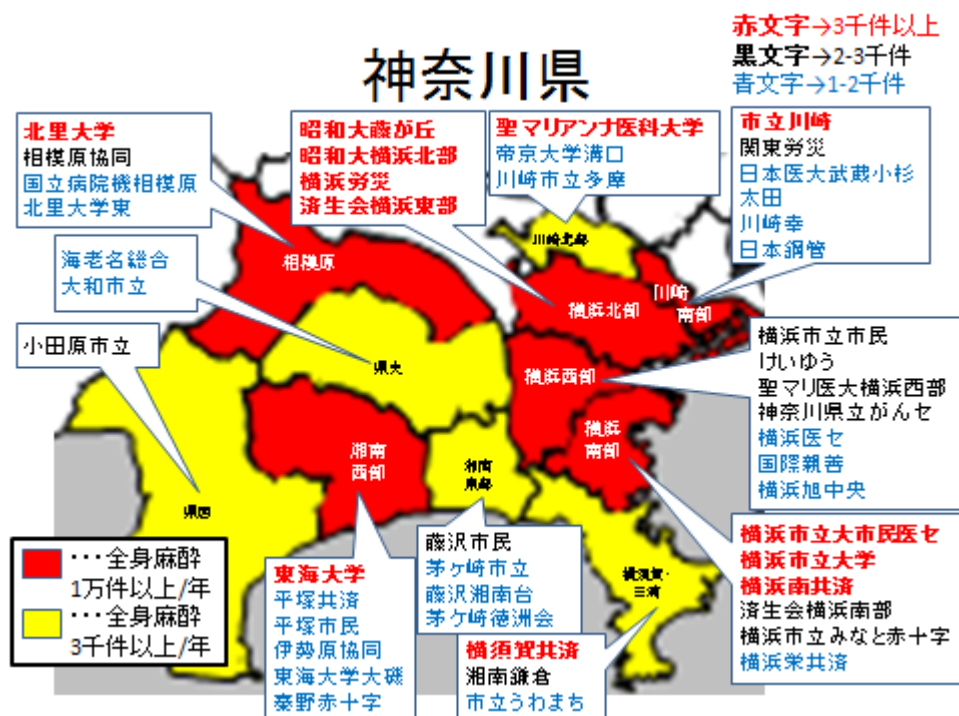 神奈川県
赤文字→3千件以上
黒文字→2-3千件
青文字→1-2千件
北里大学
相模原協同
国立病院機相模原
北里大学東
昭和大藤が丘
昭和大横浜北部
横浜労災
済生会横浜東部
聖マリアンナ医科大学
帝京大学溝口
川崎市立多摩
市立川崎
関東労災
日本医大武蔵小杉
太田
川崎幸
日本鋼管
海老名総合
大和市立
小田原市立
川崎北部
相模原
横浜北部
川崎
南部
県央
横浜西部
横浜
南部
湘南
西部
湘南
東部
県西
横須賀・
三浦
横浜市立市民
けいゆう
聖マリ医大横浜西部
神奈川県立がんセ
横浜医セ
国際親善
横浜旭中央
・・・全身麻酔
1万件以上/年
・・・全身麻酔
3千件以上/年
東海大学
平塚共済
平塚市民
伊勢原協同
東海大学大磯
秦野赤十字
藤沢市民
茅ヶ崎市立
藤沢湘南台
茅ケ崎徳洲会
横須賀共済
湘南鎌倉
市立うわまち
横浜市立大市民医セ
横浜市立大学
横浜南共済
済生会横浜南部
横浜市立みなと赤十字
横浜栄共済